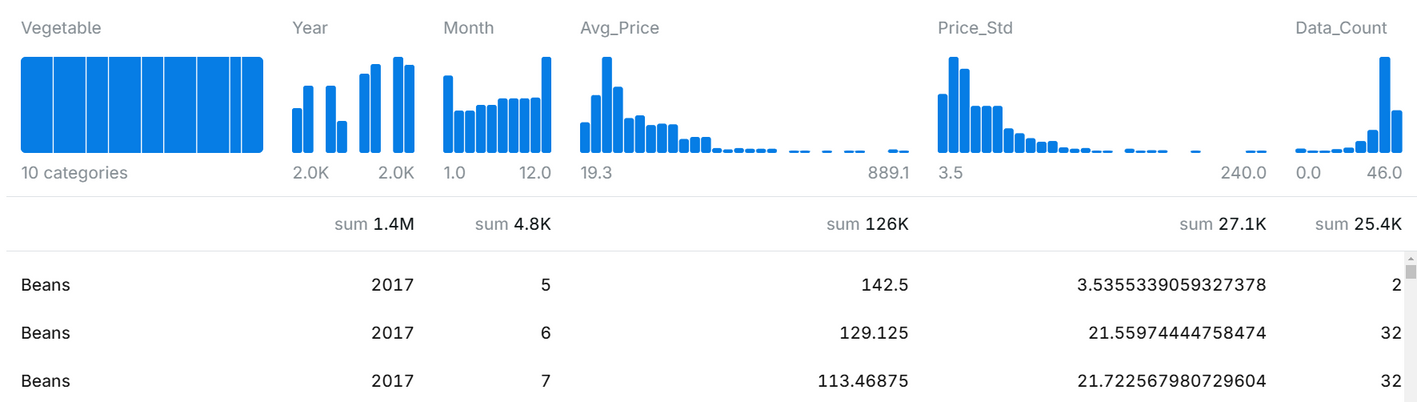 Vegetable Year Month Avg_Price Price_Std Data_Count
10 categories 2.0K 2.0K 1.0 12.0 19.3 889.1 3.5 240.0 0.0 46.0
sum 1.4M sum 4.8K sum 126K sum 27.1K sum 25.4K
Beans 2017 5 142.5 3.5355339059327378 2
Beans 2017 6 129.125 21.55974444758474 32
Beans 2017 7 113.46875 21.722567980729604 32